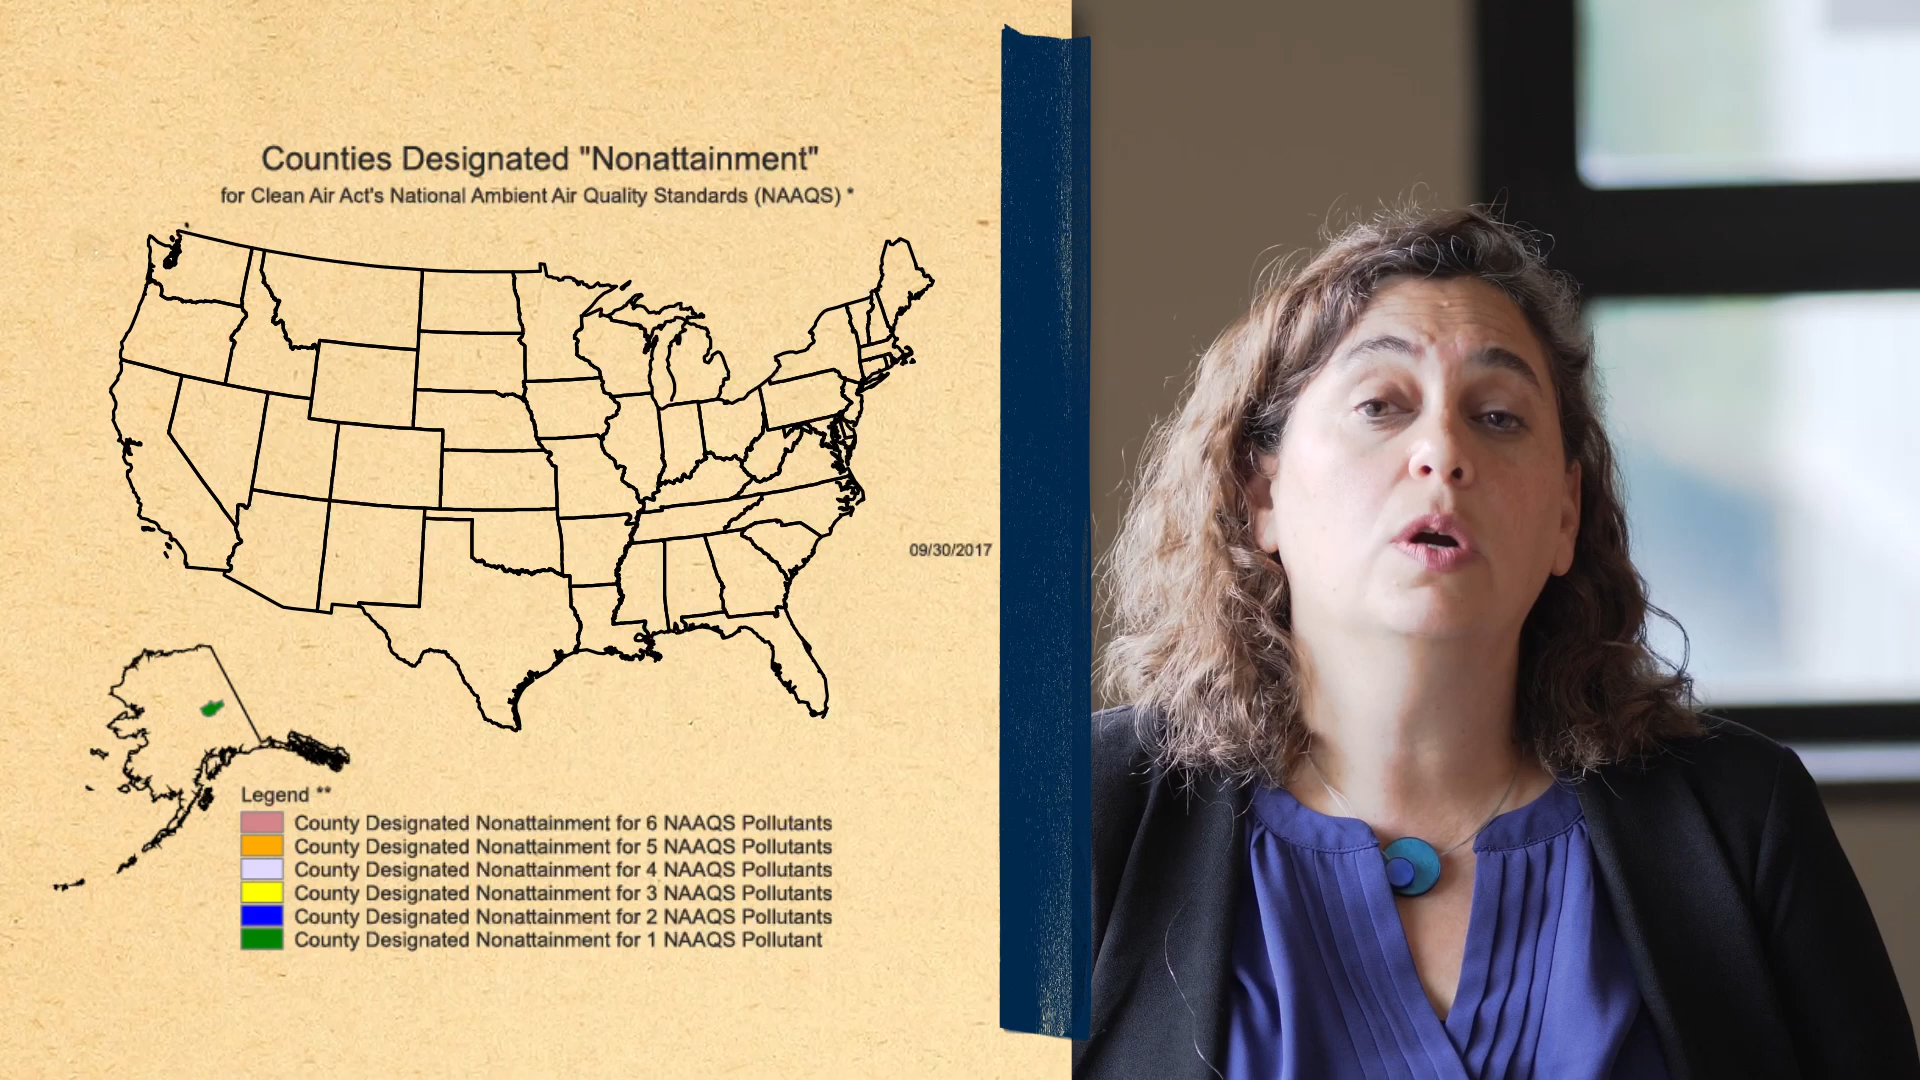 Counties Designated "Nonattainment"
for Clean Air Act's National Ambient Air Quality Standards (NAAQS) *
09/30/2017
Legend **
County Designated Nonattainment for 6 NAAQS Pollutants
County Designated Nonattainment for 5 NAAQS Pollutants
County Designated Nonattainment for 4 NAAQS Pollutants
County Designated Nonattainment for 3 NAAQS Pollutants
County Designated Nonattainment for 2 NAAQS Pollutants
County Designated Nonattainment for 1 NAAQS Pollutant